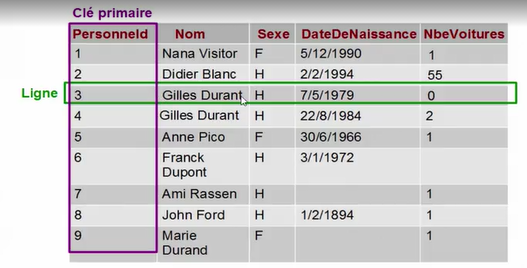 Clé primaire
PersonneId Nom Sexe DateDeNaissance NbeVoitures
1 Nana Visitor F 5/12/1990 1
2 Didier Blanc H 2/2/1994 55
Ligne 3 Gilles Durant H 7/5/1979 0
4 Gilles Durant H 22/8/1984 2
5 Anne Pico F 30/6/1966 1
6 Franck H 3/1/1972
Dupont
7 Ami Rassen H 1
8 John Ford H 1/2/1894 1
9 Marie F 1
Durand